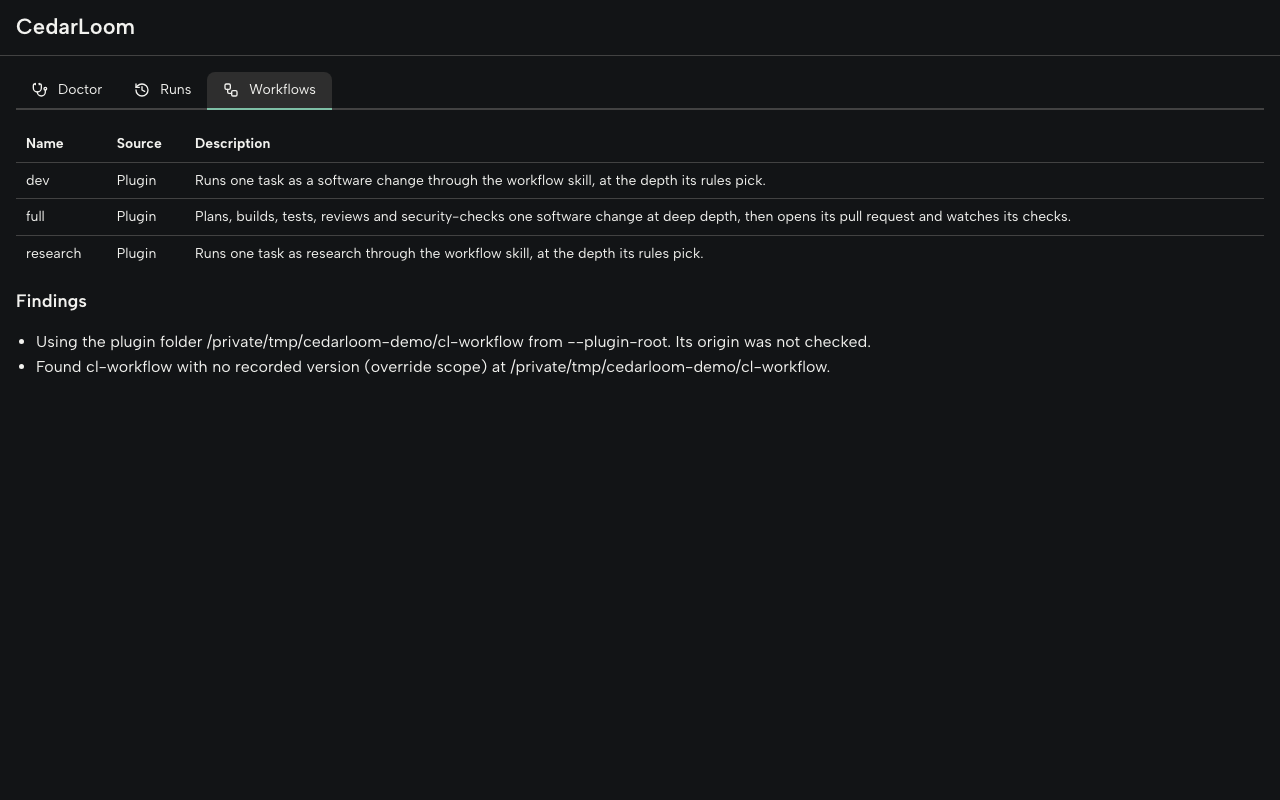 CedarLoom
Doctor Runs Workflows
Name Source Description
dev Plugin Runs one task as a software change through the workflow skill, at the depth its rules pick.
full Plugin Plans, builds, tests, reviews and security-checks one software change at deep depth, then opens its pull request and watches its checks.
research Plugin Runs one task as research through the workflow skill, at the depth its rules pick.
Findings
• Using the plugin folder /private/tmp/cedarloom-demo/cl-workflow from --plugin-root. Its origin was not checked.
• Found cl-workflow with no recorded version (override scope) at /private/tmp/cedarloom-demo/cl-workflow.